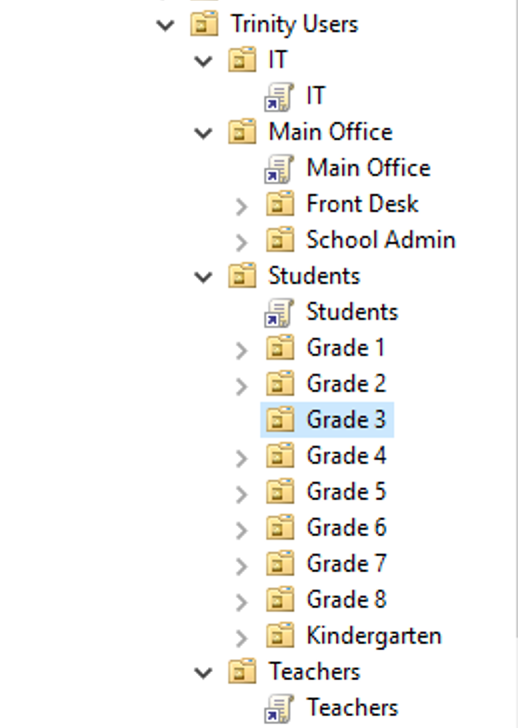 Trinity Users
IT
IT
Main Office
Main Office
Front Desk
School Admin
Students
Students
Grade 1
Grade 2
Grade 3
Grade 4
Grade 5
Grade 6
Grade 7
Grade 8
Kindergarten
Teachers
Teachers